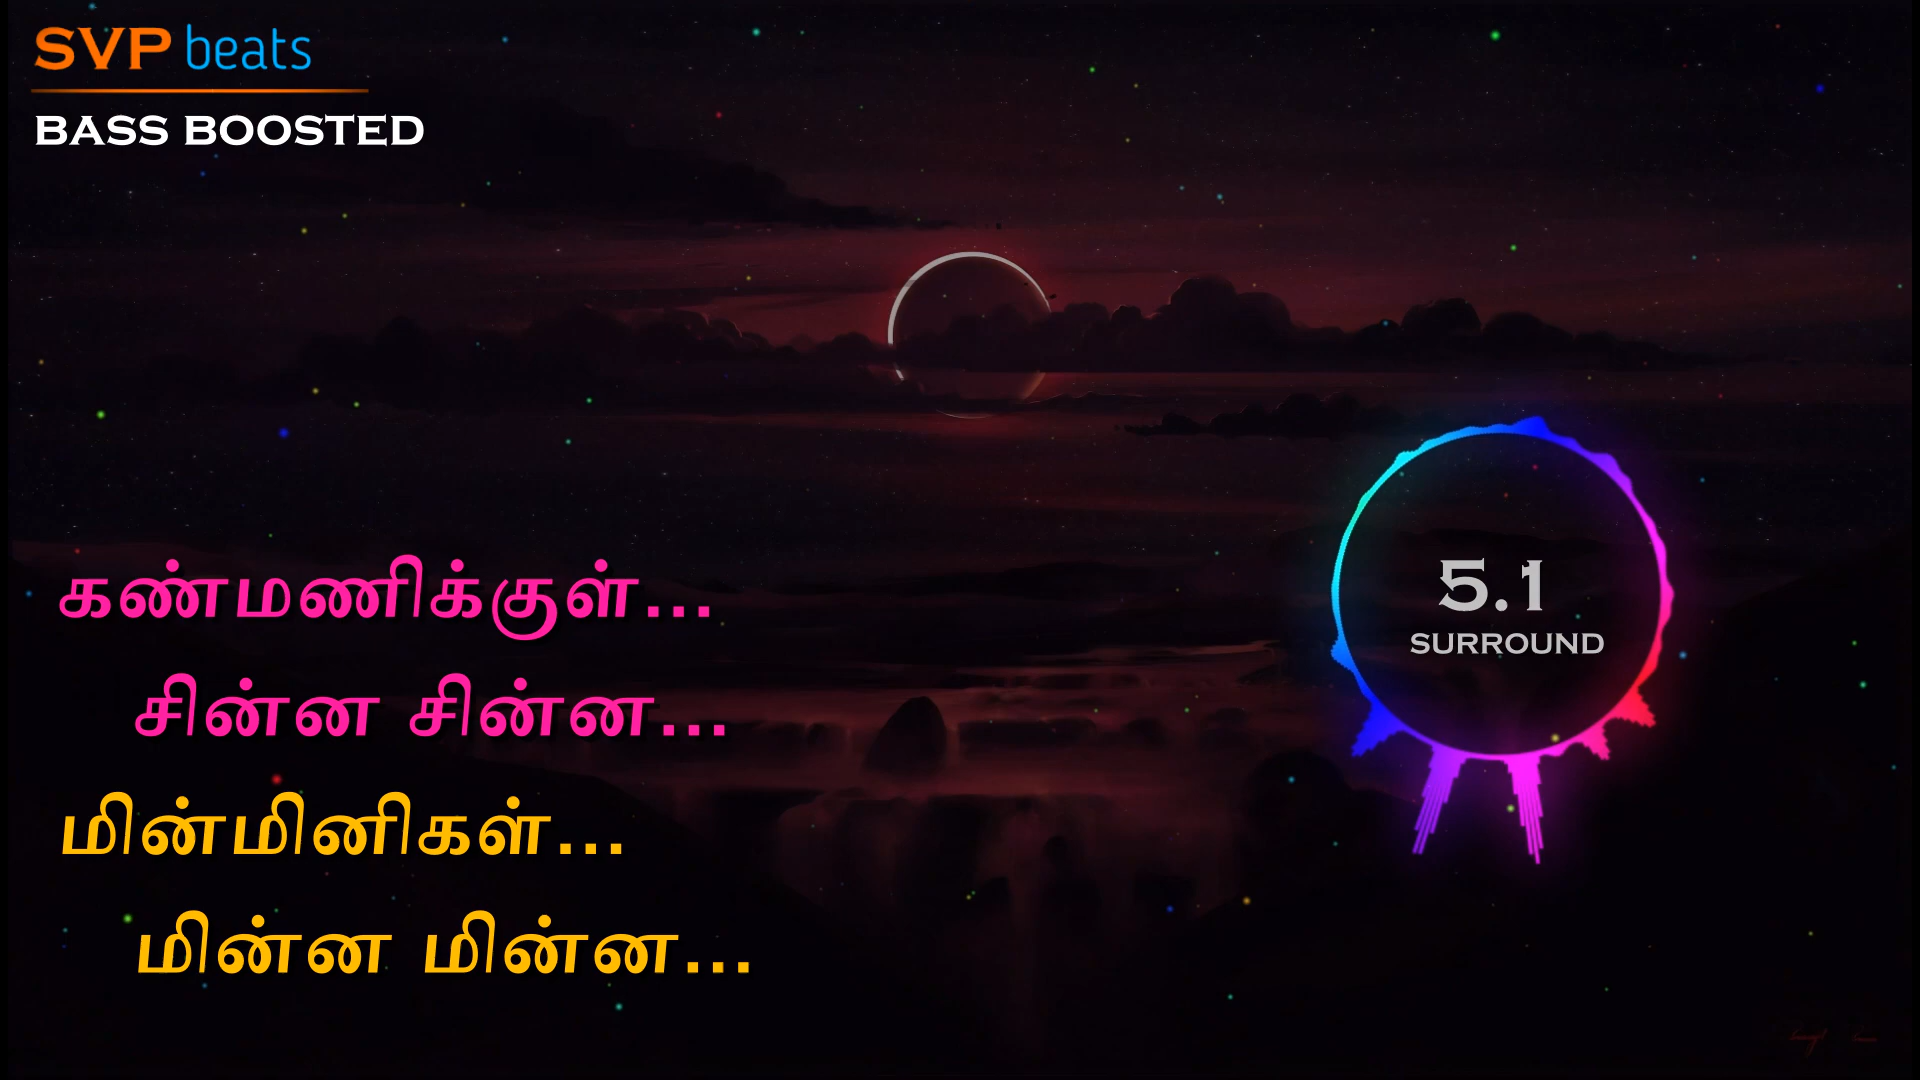 SVP beats
BASS BOOSTED
கண்மணிக்குள்...
சின்ன சின்ன...
மின்மினிகள்...
மின்ன மின்ன...
5.1
SURROUND